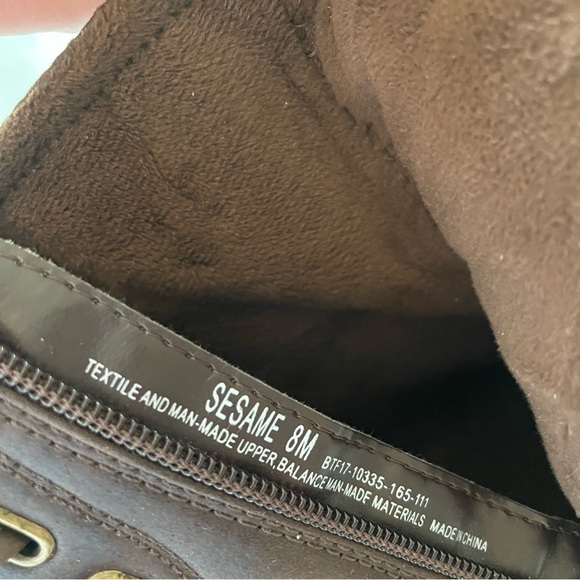 SESAME 8M BTF17-10335-165-111
TEXTILE AND MAN-MADE UPPER, BALANCE MAN-MADE MATERIALS MADE IN CHINA